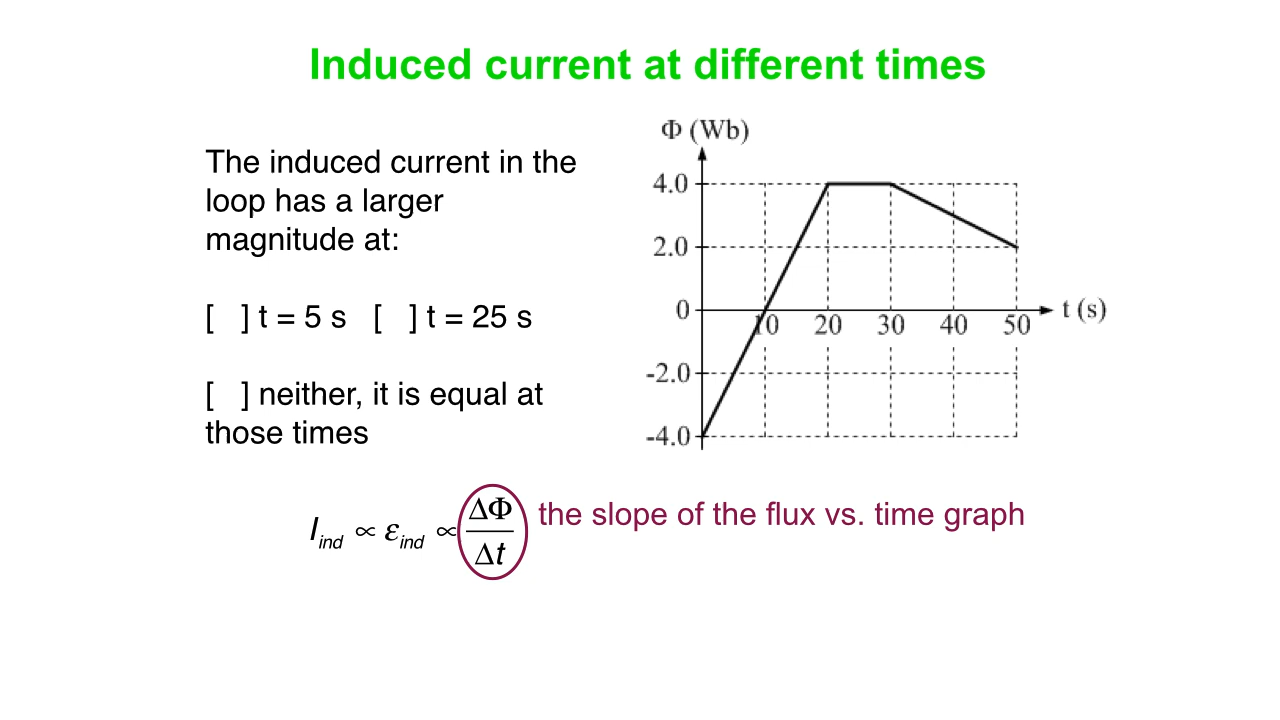 Induced current at different times
The induced current in the
loop has a larger
magnitude at:
[   ] t = 5 s   [   ] t = 25 s
[   ] neither, it is equal at
those times
Φ (Wb)
4.0
2.0
0
-2.0
-4.0
10 20 30 40 50 t (s)
I_ind ∝ ε_ind ∝ ΔΦ/Δt the slope of the flux vs. time graph